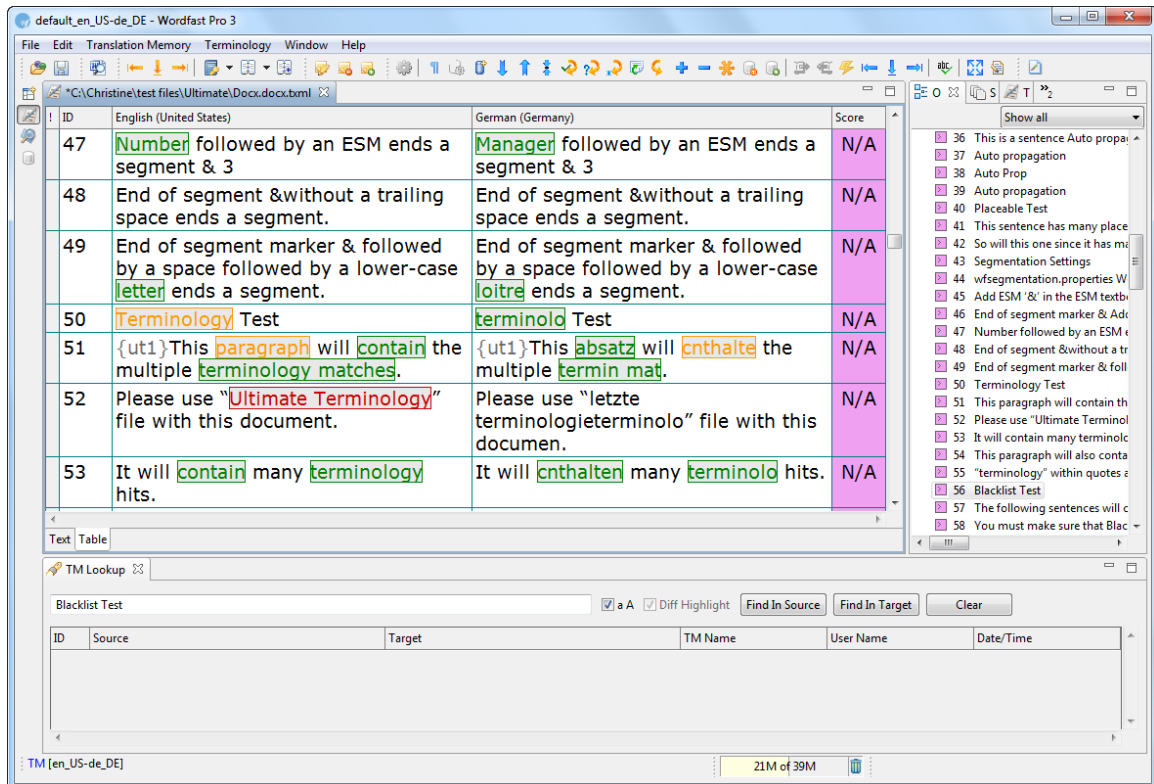 default_en_US-de_DE - Wordfast Pro 3
File Edit Translation Memory Terminology Window Help
*C:\Christine\test files\Ultimate\Docx.docx.txml
O S T »2
! ID English (United States) German (Germany) Score
Show all
47 Number followed by an ESM ends a Manager followed by an ESM ends a N/A
segment & 3 segment & 3
48 End of segment &without a trailing End of segment &without a trailing N/A
space ends a segment. space ends a segment.
49 End of segment marker & followed End of segment marker & followed N/A
by a space followed by a lower-case by a space followed by a lower-case
letter ends a segment. loitre ends a segment.
50 Terminology Test terminolo Test N/A
51 {ut1}This paragraph will contain the {ut1}This absatz will cnthalte the N/A
multiple terminology matches. multiple termin mat.
52 Please use “Ultimate Terminology” Please use “letzte N/A
file with this document. terminologieterminolo” file with this
documen.
53 It will contain many terminology It will cnthalten many terminolo hits. N/A
hits.
36 This is a sentence Auto propa
37 Auto propagation
38 Auto Prop
39 Auto propagation
40 Placeable Test
41 This sentence has many place
42 So will this one since it has ma
43 Segmentation Settings
44 wfsegmentation.properties W
45 Add ESM ‘&’ in the ESM textb
46 End of segment marker & Add
47 Number followed by an ESM e
48 End of segment &without a tr
49 End of segment marker & foll
50 Terminology Test
51 This paragraph will contain th
52 Please use “Ultimate Terminol
53 It will contain many terminolo
54 This paragraph will also conta
55 “terminology” within quotes a
56 Blacklist Test
57 The following sentences will c
58 You must make sure that Blac
Text Table
TM Lookup
Blacklist Test a A Diff Highlight Find In Source Find In Target Clear
ID Source Target TM Name User Name Date/Time
TM [en_US-de_DE] 21M of 39M